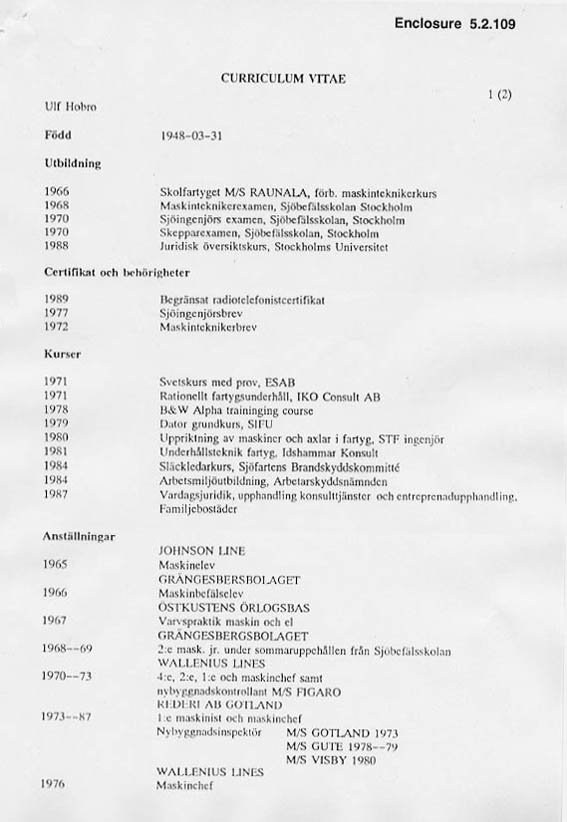 Enclosure 5.2.109
CURRICULUM VITAE
1 (2)
Ulf Hobro
Född 1948-03-31
Utbildning
1966 Skolfartyget M/S RAUNALA, förb. maskinteknikerkurs
1968 Maskinteknikerexamen, Sjöbefälsskolan Stockholm
1970 Sjöingenjörs examen, Sjöbefälsskolan, Stockholm
1970 Skepparexamen, Sjöbefälsskolan, Stockholm
1988 Juridisk översiktskurs, Stockholms Universitet
Certifikat och behörigheter
1989 Begränsat radiotelefonistcertifikat
1977 Sjöingenjörsbrev
1972 Maskinteknikerbrev
Kurser
1971 Svetskurs med prov, ESAB
1971 Rationellt fartygsunderhåll, IKO Consult AB
1978 B&W Alpha traininging course
1979 Dator grundkurs, SIFU
1980 Uppriktning av maskiner och axlar i fartyg, STF ingenjör
1981 Underhållsteknik fartyg, Idshammar Konsult
1984 Släckledarkurs, Sjöfartens Brandskyddskommitté
1984 Arbetsmiljöutbildning, Arbetarskyddsnämnden
1987 Vardagsjuridik, upphandling konsulttjänster och entreprenadupphandling,
Familjebostäder
Anställningar
JOHNSON LINE
1965 Maskinelev
GRÄNGESBERSBOLAGET
1966 Maskinbefälselev
ÖSTKUSTENS ÖRLOGSBAS
1967 Varvspraktik maskin och el
GRÄNGESBERGSBOLAGET
1968--69 2:e mask. jr. under sommaruppehållen från Sjöbefälsskolan
WALLENIUS LINES
1970--73 4:e, 2:e, 1:e och maskinchef samt
nybyggnadskontrollant M/S FIGARO
REDERI AB GOTLAND
1973--87 1:e maskinist och maskinchef
Nybyggnadsinspektör M/S GOTLAND 1973
M/S GUTE 1978--79
M/S VISBY 1980
WALLENIUS LINES
1976 Maskinchef